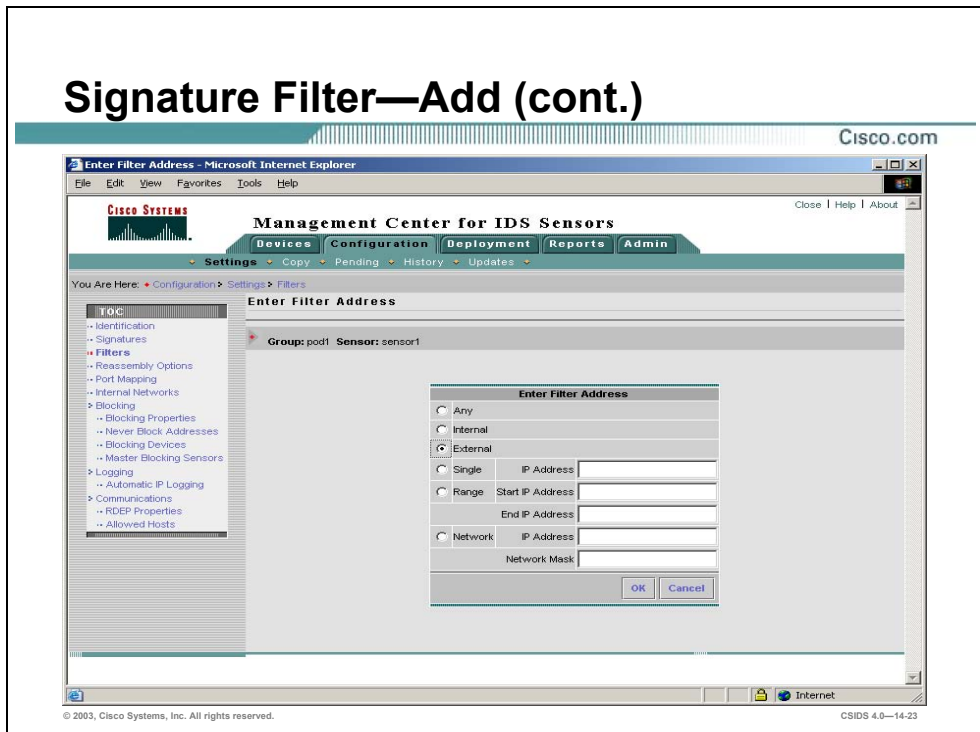 Signature Filter—Add (cont.)
Cisco.com
Enter Filter Address - Microsoft Internet Explorer
File Edit View Favorites Tools Help
CISCO SYSTEMS
Close | Help | About
Management Center for IDS Sensors
Devices Configuration Deployment Reports Admin
Settings Copy Pending History Updates
You Are Here: Configuration > Settings > Filters
TOC
Identification
Signatures
Filters
Reassembly Options
Port Mapping
Internal Networks
Blocking
Blocking Properties
Never Block Addresses
Blocking Devices
Master Blocking Sensors
Logging
Automatic IP Logging
Communications
RDEP Properties
Allowed Hosts
Enter Filter Address
Group: pod1 Sensor: sensor1
Enter Filter Address
Any
Internal
External
Single IP Address
Range Start IP Address
End IP Address
Network IP Address
Network Mask
OK Cancel
Internet
© 2003, Cisco Systems, Inc. All rights reserved.
CSIDS 4.0—14-23